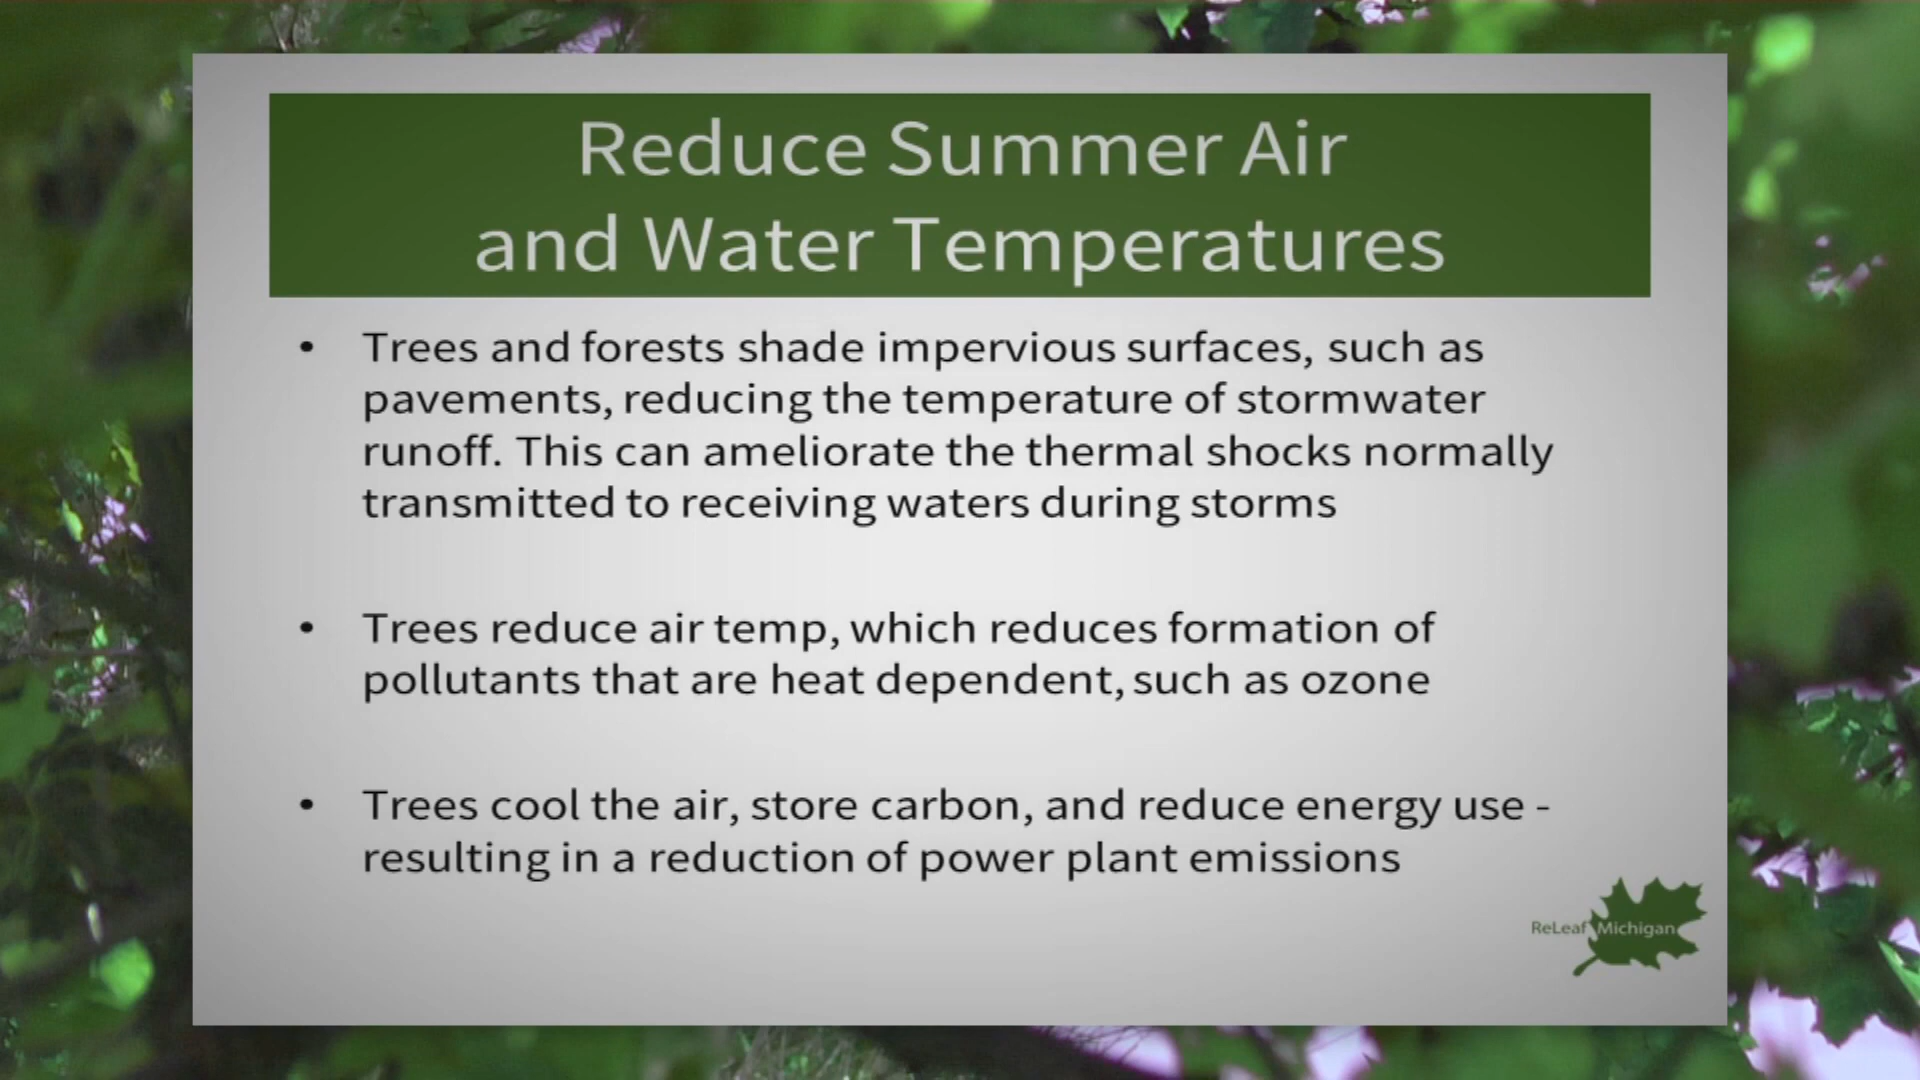 Reduce Summer Air
and Water Temperatures
• Trees and forests shade impervious surfaces, such as
pavements, reducing the temperature of stormwater
runoff. This can ameliorate the thermal shocks normally
transmitted to receiving waters during storms
• Trees reduce air temp, which reduces formation of
pollutants that are heat dependent, such as ozone
• Trees cool the air, store carbon, and reduce energy use -
resulting in a reduction of power plant emissions
ReLeaf Michigan